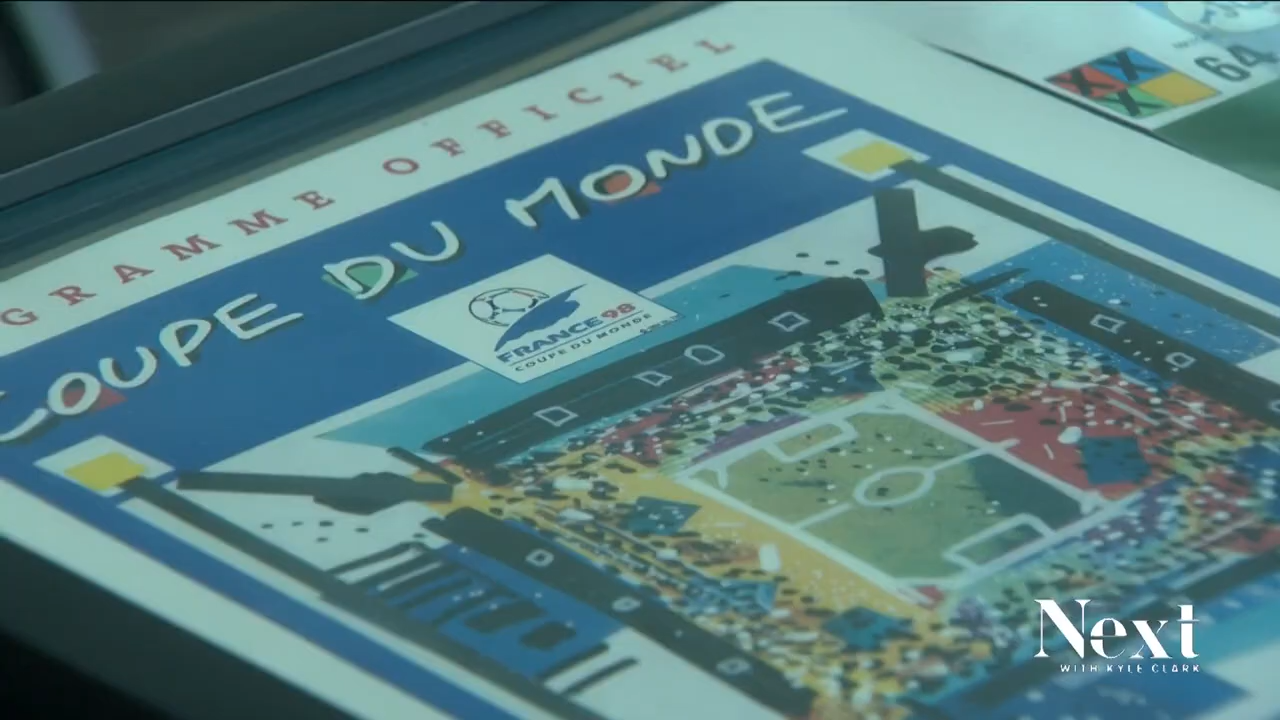 GRAMME OFFICIEL
COUPE DU MONDE
FRANCE 98
COUPE DU MONDE
64
Next
WITH KYLE CLARK